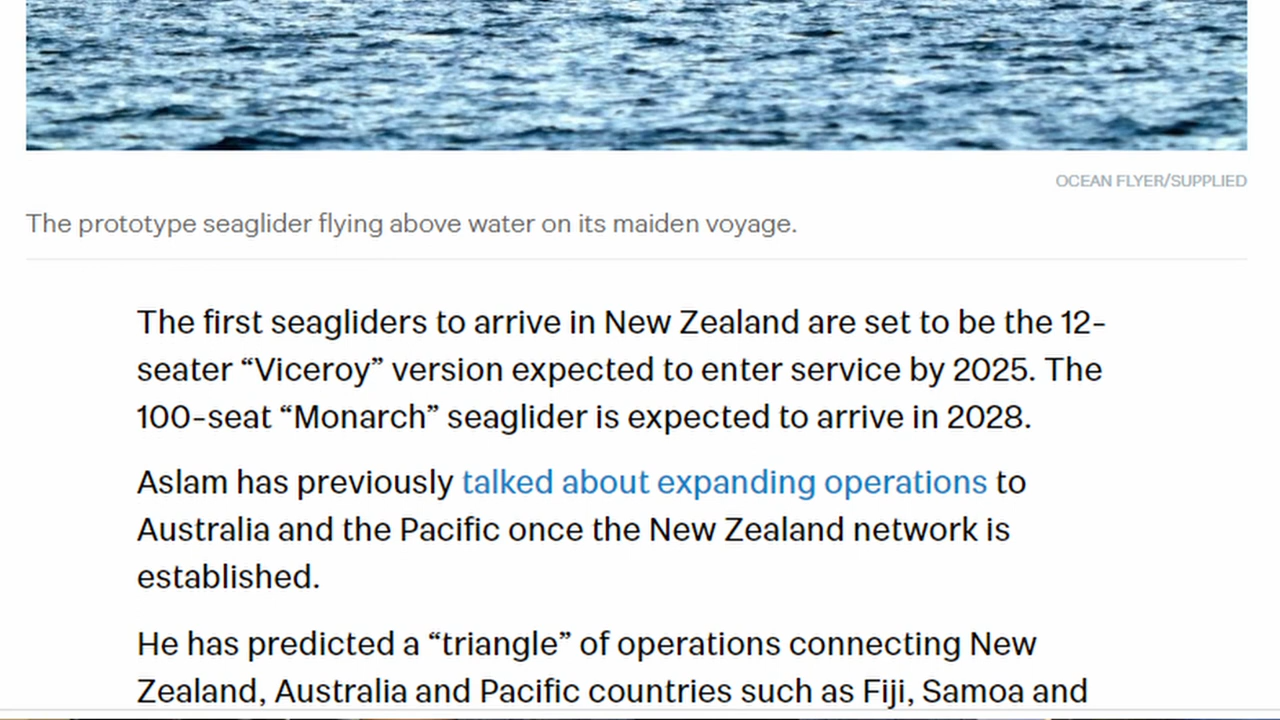 OCEAN FLYER/SUPPLIED
The prototype seaglider flying above water on its maiden voyage.
The first seagliders to arrive in New Zealand are set to be the 12-
seater “Viceroy” version expected to enter service by 2025. The
100-seat “Monarch” seaglider is expected to arrive in 2028.
Aslam has previously talked about expanding operations to
Australia and the Pacific once the New Zealand network is
established.
He has predicted a “triangle” of operations connecting New
Zealand, Australia and Pacific countries such as Fiji, Samoa and